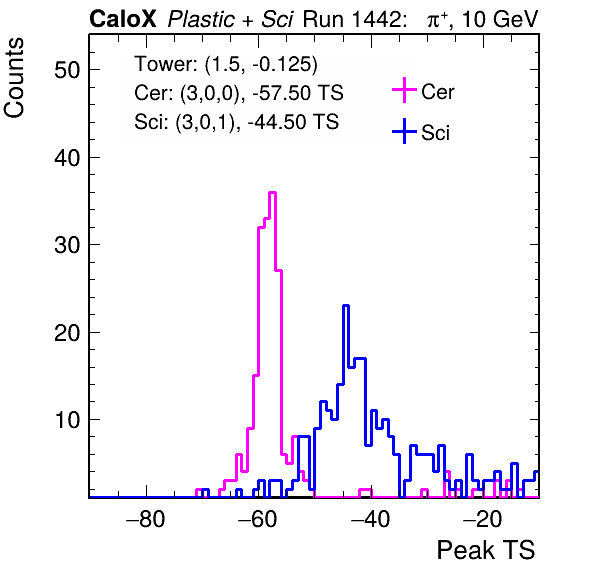 CaloX Plastic + Sci Run 1442: π⁺, 10 GeV
Counts
Tower: (1.5, -0.125)
Cer: (3,0,0), -57.50 TS
Sci: (3,0,1), -44.50 TS
Cer
Sci
50
40
30
20
10
−80 −60 −40 −20
Peak TS